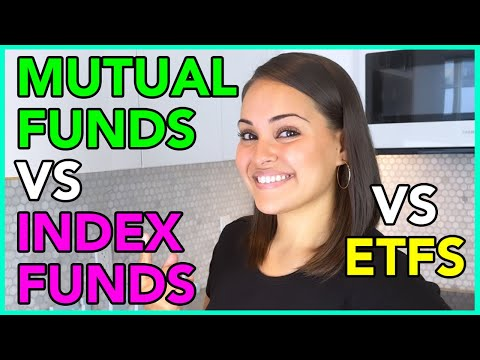 MUTUAL
FUNDS
VS
INDEX
FUNDS
VS
ETFS